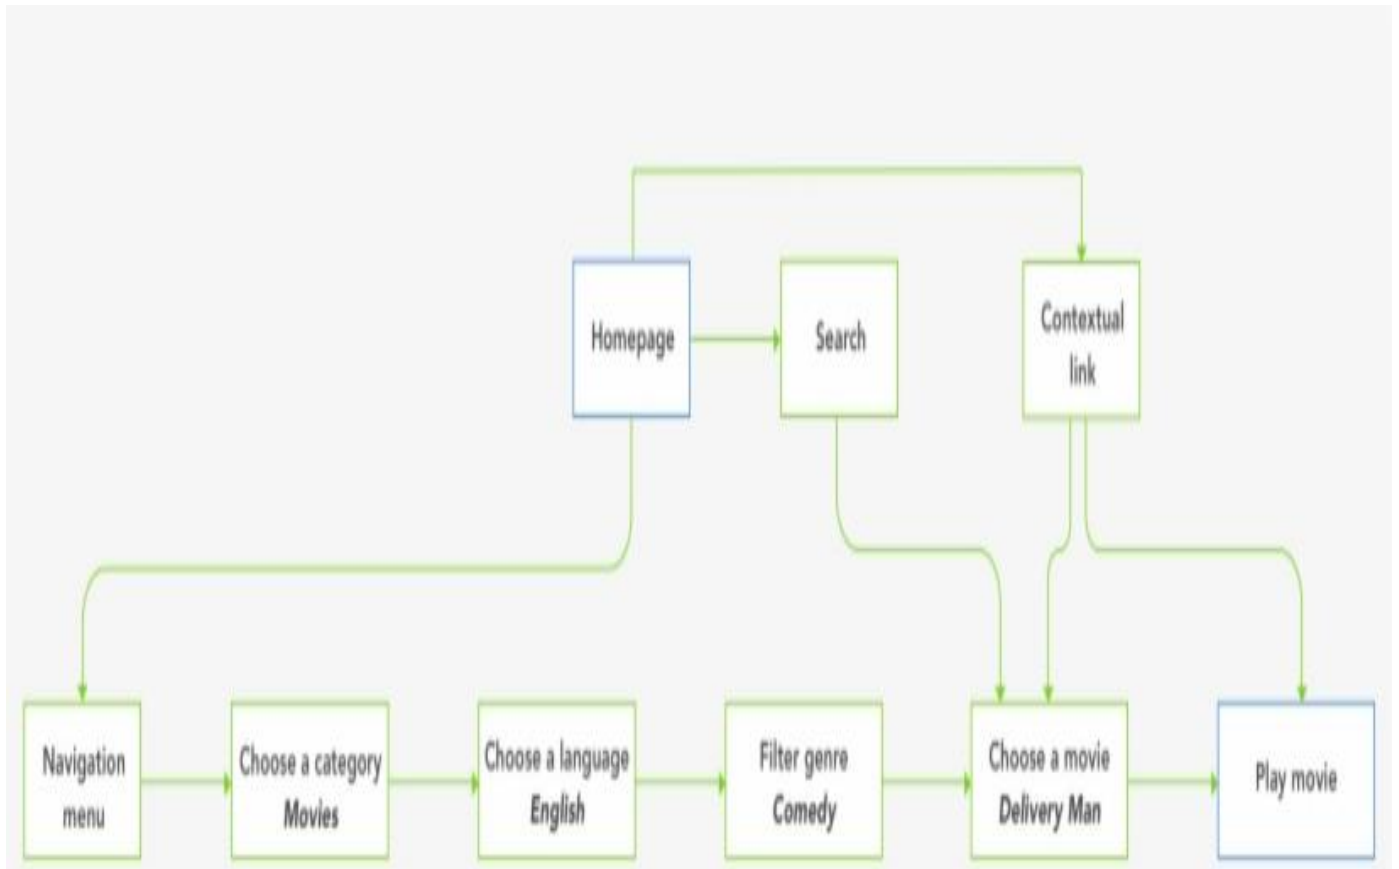 Homepage
Search
Contextual
link
Navigation
menu
Choose a category
Movies
Choose a language
English
Filter genre
Comedy
Choose a movie
Delivery Man
Play movie